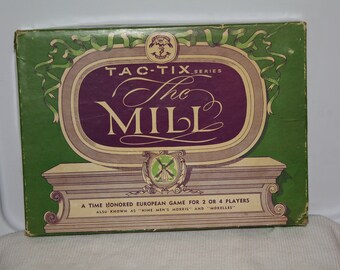 TAC-TIX SERIES
The
MILL
A TIME HONORED EUROPEAN GAME FOR 2 OR 4 PLAYERS
ALSO KNOWN AS "NINE MEN'S MORRIS" AND "MORELLES"